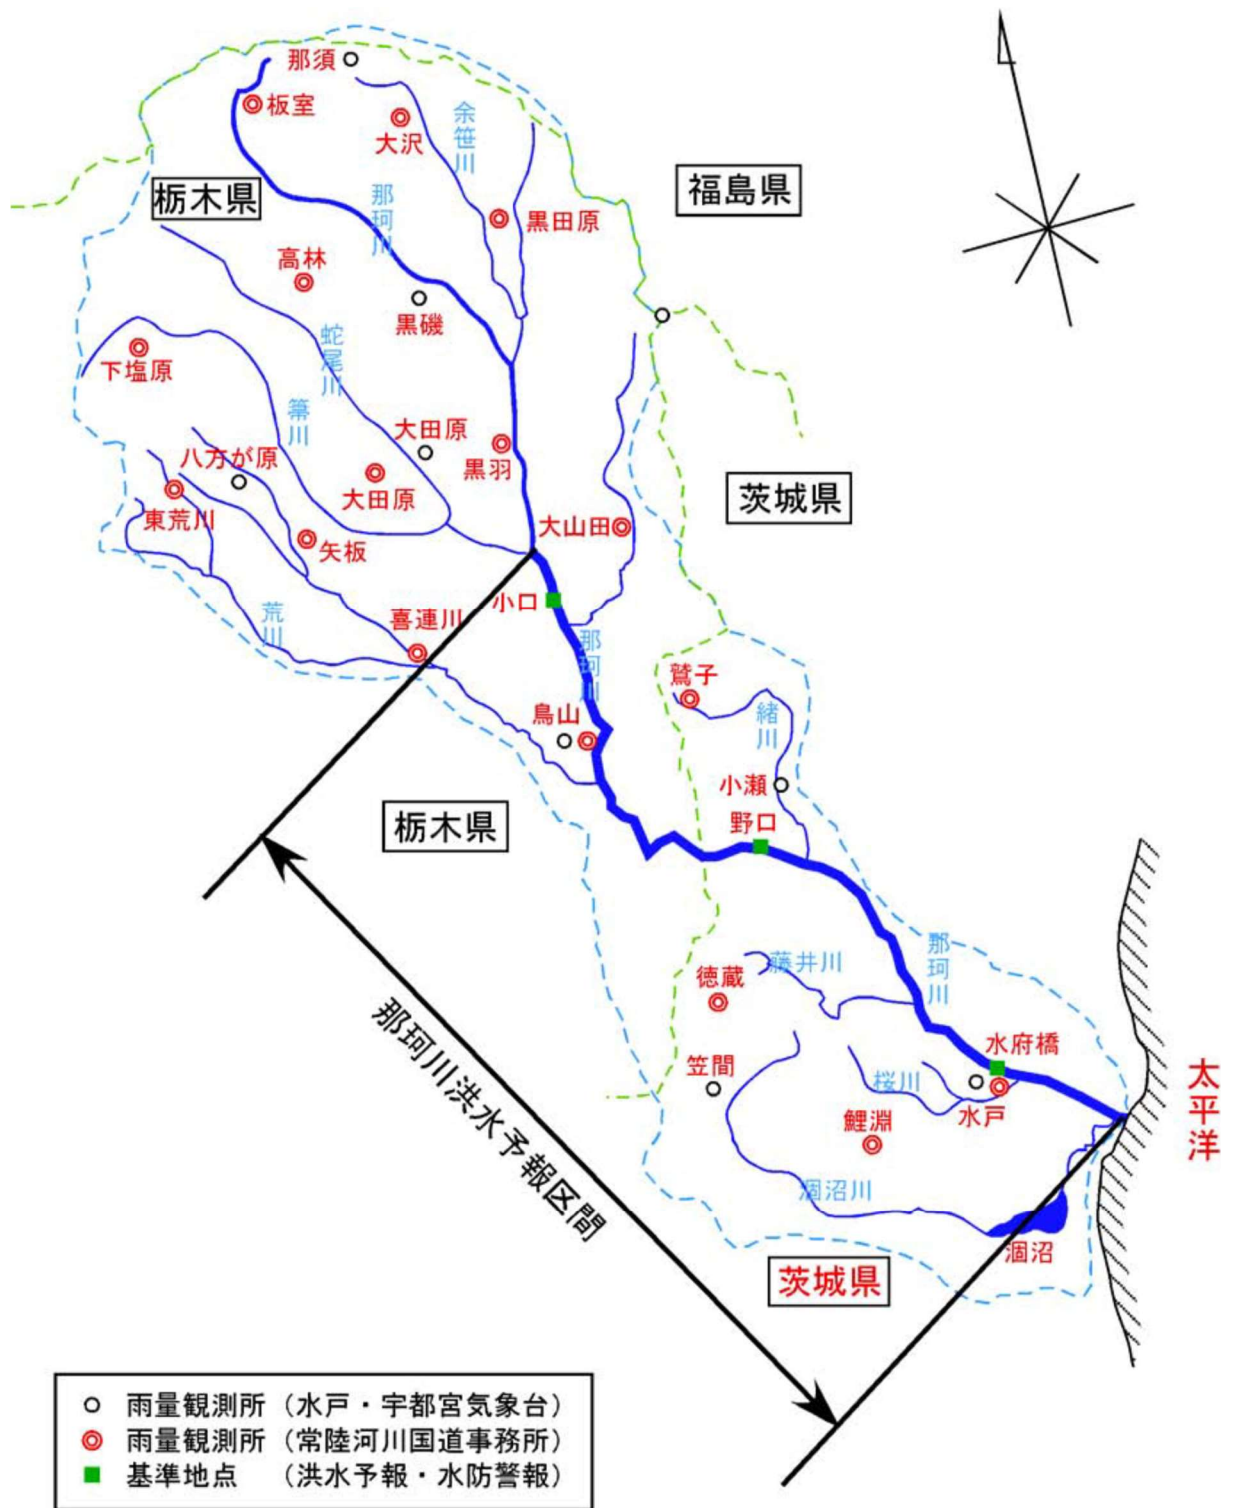 那須
板室
大沢
余笹川
栃木県
那珂川
福島県
黒田原
高林
黒磯
蛇尾川
下塩原
箒川
大田原
八方が原
黒羽
大田原
茨城県
東荒川
矢板
大山田
小口
荒川
喜連川
那珂川
鷲子
烏山
緒川
小瀬
野口
栃木県
藤井川
那珂川
徳蔵
水府橋
笠間
桜川
水戸
太平洋
鯉淵
那珂川洪水予報区間
涸沼川
涸沼
茨城県
雨量観測所（水戸・宇都宮気象台）
雨量観測所（常陸河川国道事務所）
基準地点　（洪水予報・水防警報）